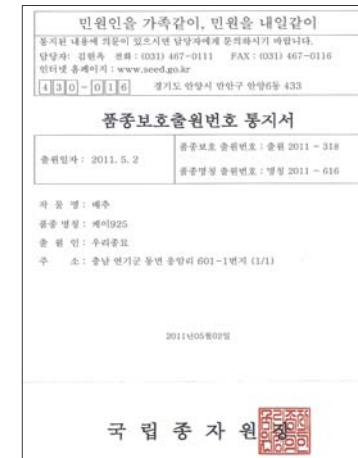 민원인을 가족같이, 민원을 내일같이
통지된 내용에 의문이 있으시면 담당자에게 문의하시기 바랍니다.
담당자: 김현옥 전화 : (031) 467-0111 FAX : (031) 467-0116
인터넷 홈페이지 : www.seed.go.kr
430-016 경기도 안양시 만안구 안양6동 433
품종보호출원번호 통지서
출원일자: 2011. 5. 2
품종보호 출원번호 : 출원 2011 - 318
품종명칭 출원번호 : 명칭 2011 - 616
작 물 명 : 배추
품종 명칭 : 케이925
출 원 인 : 우리종묘
주 소 : 충남 연기군 동면 응암리 601-1번지 (1/1)
2011년05월02일
국 립 종 자 원 장